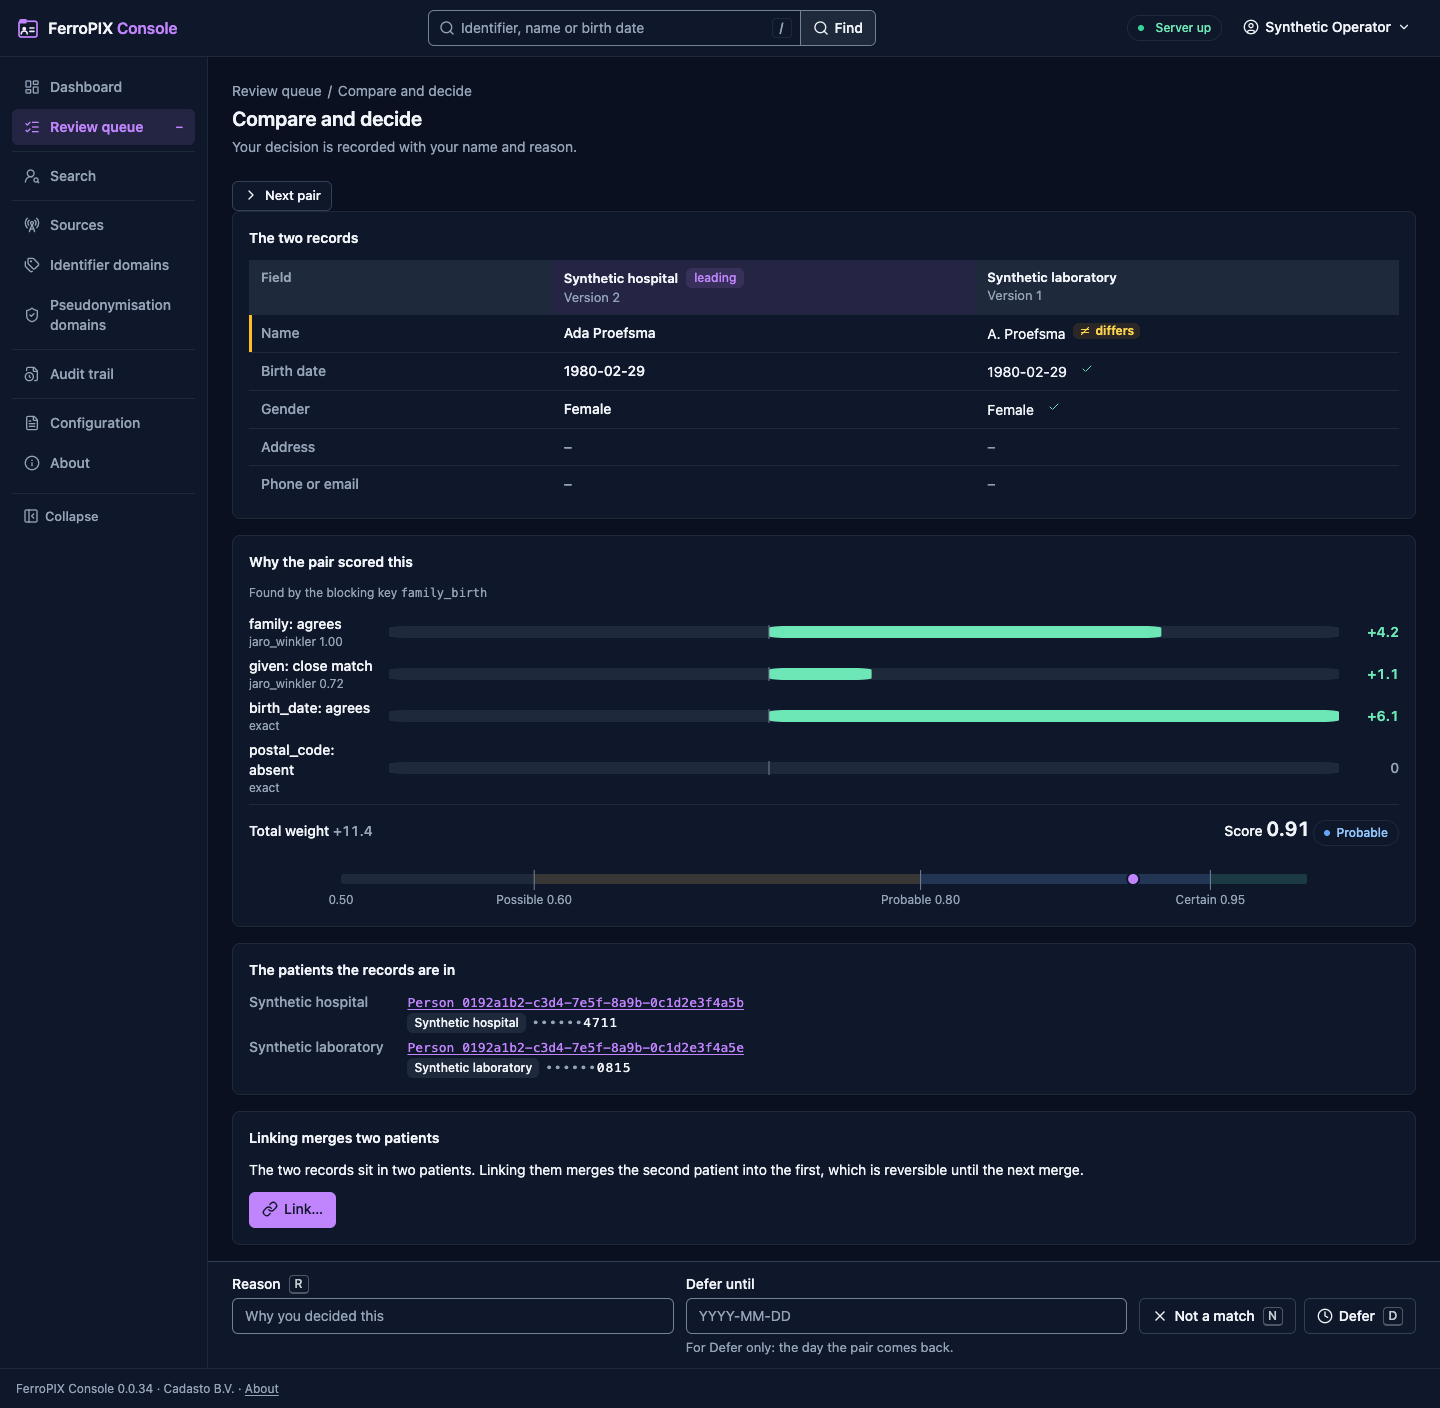 FerroPIX Console
Identifier, name or birth date
/
Find
Server up
Synthetic Operator
Dashboard
Review queue –
Search
Sources
Identifier domains
Pseudonymisation
domains
Audit trail
Configuration
About
Collapse
Review queue / Compare and decide
Compare and decide
Your decision is recorded with your name and reason.
Next pair
The two records
Field
Synthetic hospital leading
Version 2
Synthetic laboratory
Version 1
Name Ada Proefsma A. Proefsma ≠ differs
Birth date 1980-02-29 1980-02-29 ✓
Gender Female Female ✓
Address – –
Phone or email – –
Why the pair scored this
Found by the blocking key family_birth
family: agrees
jaro_winkler 1.00
+4.2
given: close match
jaro_winkler 0.72
+1.1
birth_date: agrees
exact
+6.1
postal_code:
absent
exact
0
Total weight +11.4
Score 0.91 Probable
0.50 Possible 0.60 Probable 0.80 Certain 0.95
The patients the records are in
Synthetic hospital Person 0192a1b2-c3d4-7e5f-8a9b-0c1d2e3f4a5b
Synthetic hospital ••••••4711
Synthetic laboratory Person 0192a1b2-c3d4-7e5f-8a9b-0c1d2e3f4a5e
Synthetic laboratory ••••••0815
Linking merges two patients
The two records sit in two patients. Linking them merges the second patient into the first, which is reversible until the next merge.
Link...
Reason R
Why you decided this
Defer until
YYYY-MM-DD
For Defer only: the day the pair comes back.
Not a match N
Defer D
FerroPIX Console 0.0.34 · Cadasto B.V. · About